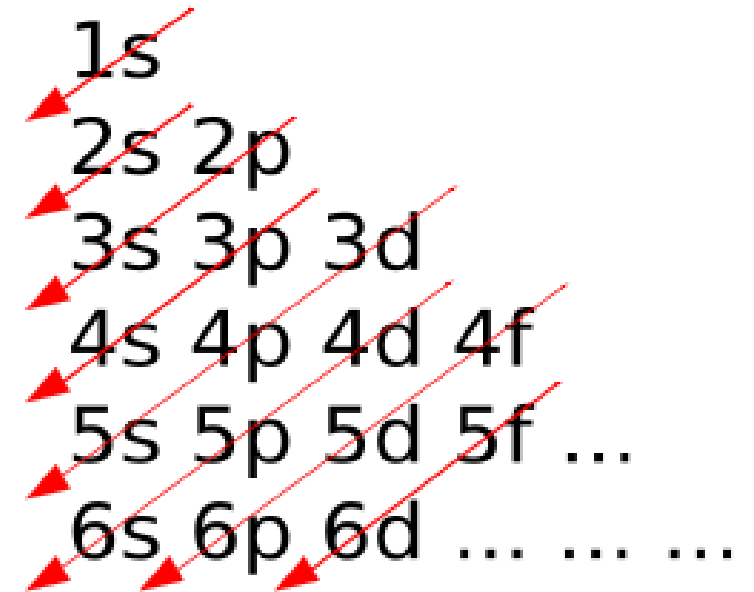 1s
2s 2p
3s 3p 3d
4s 4p 4d 4f
5s 5p 5d 5f ...
6s 6p 6d ... ... ...